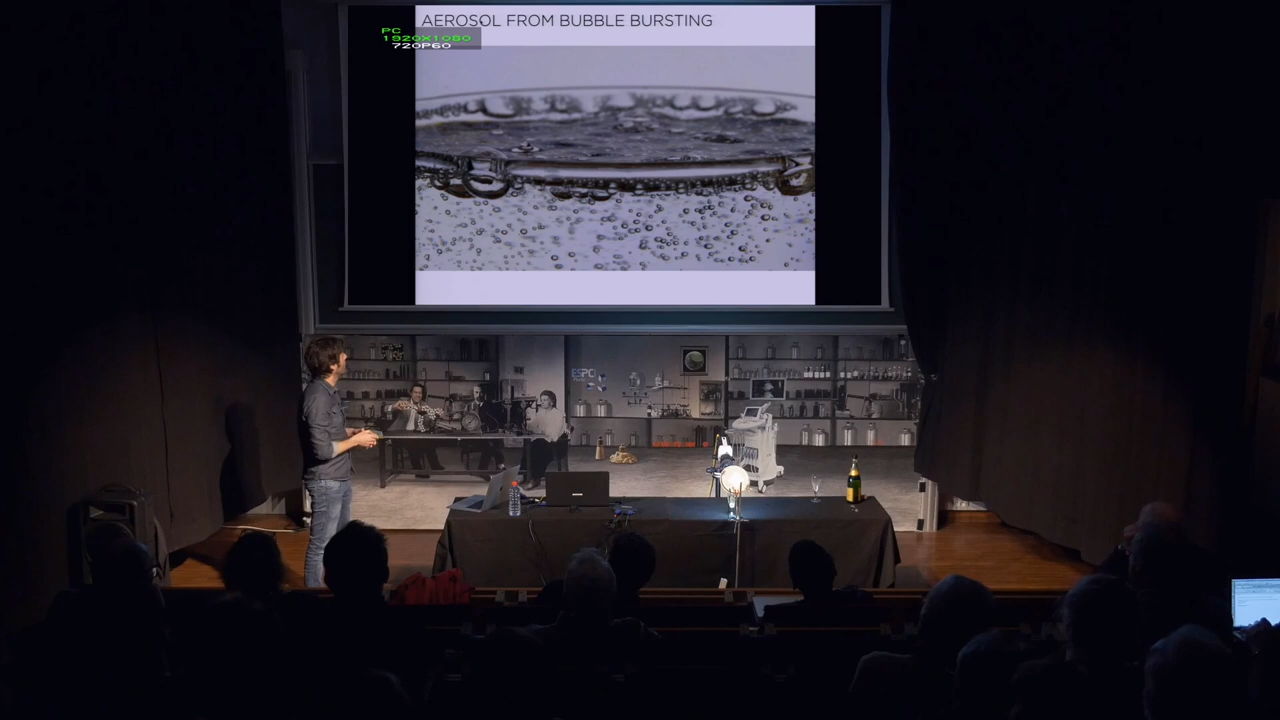 AEROSOL FROM BUBBLE BURSTING
PC
1920X1080
720P60
ESPCI